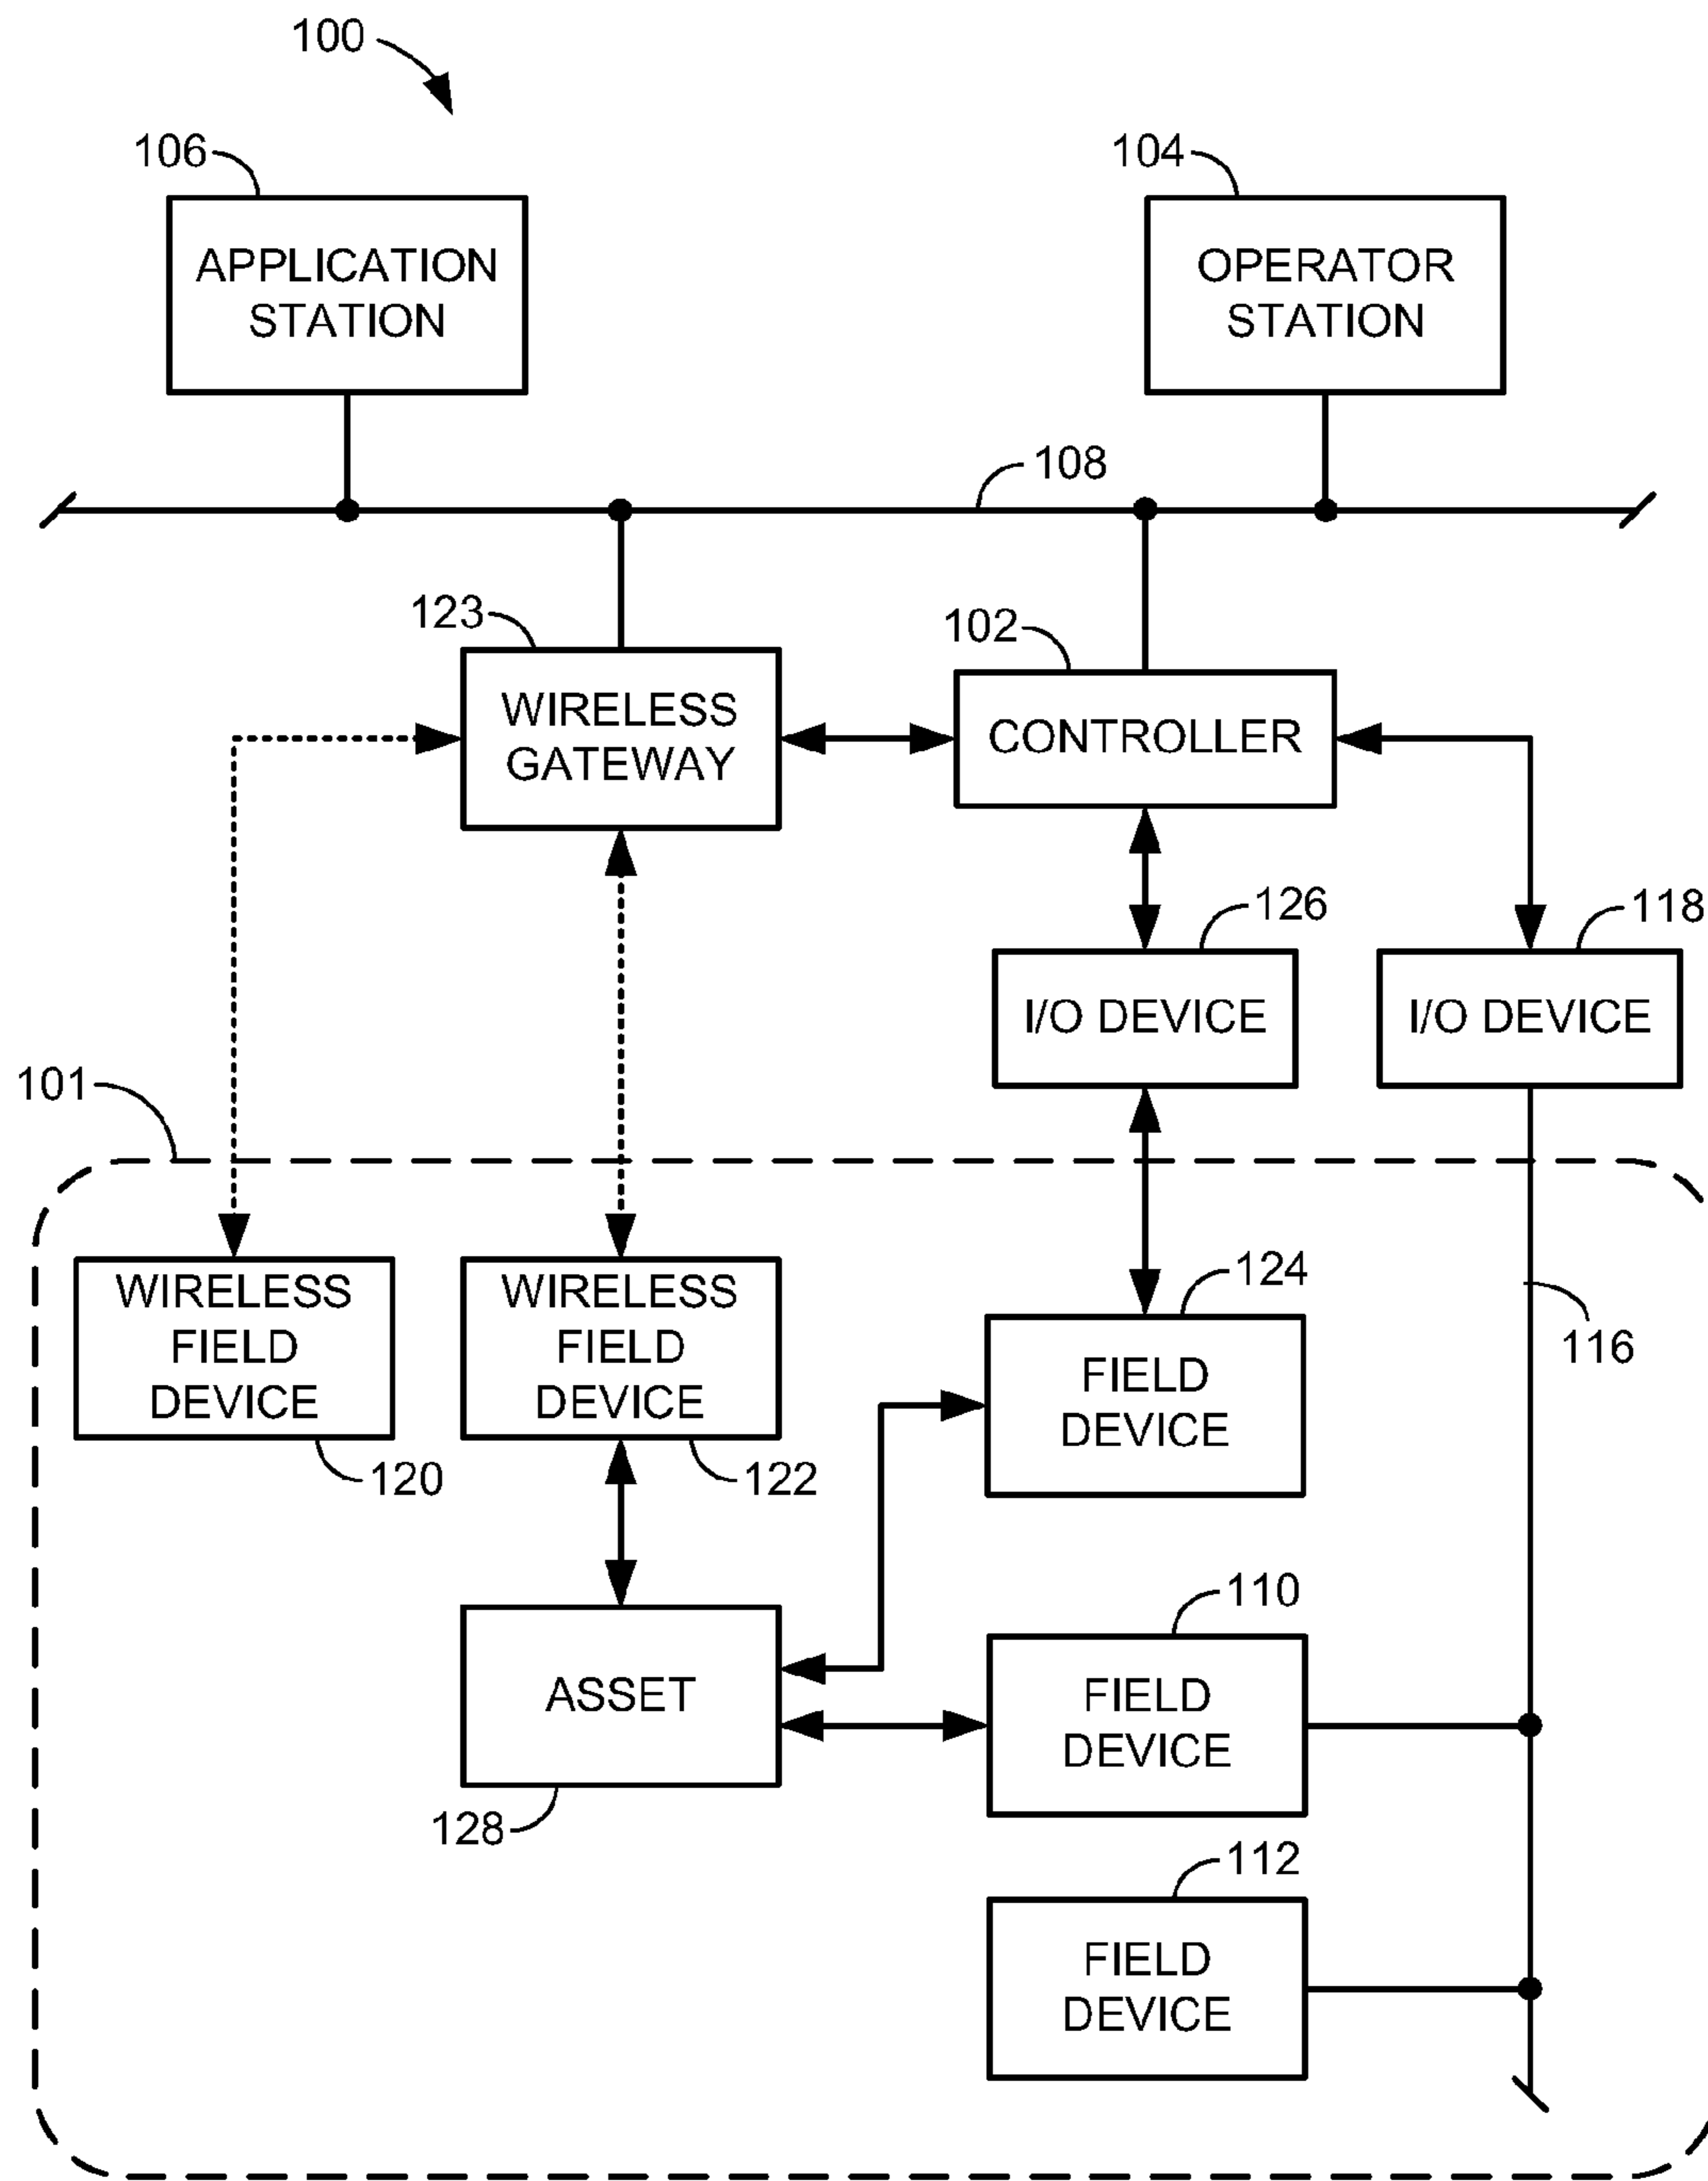 100
106
104
APPLICATION
STATION
OPERATOR
STATION
108
123
102
WIRELESS
GATEWAY
CONTROLLER
126
118
I/O DEVICE
I/O DEVICE
101
WIRELESS
FIELD
DEVICE
WIRELESS
FIELD
DEVICE
124
FIELD
DEVICE
116
120
122
110
ASSET
FIELD
DEVICE
128
112
FIELD
DEVICE